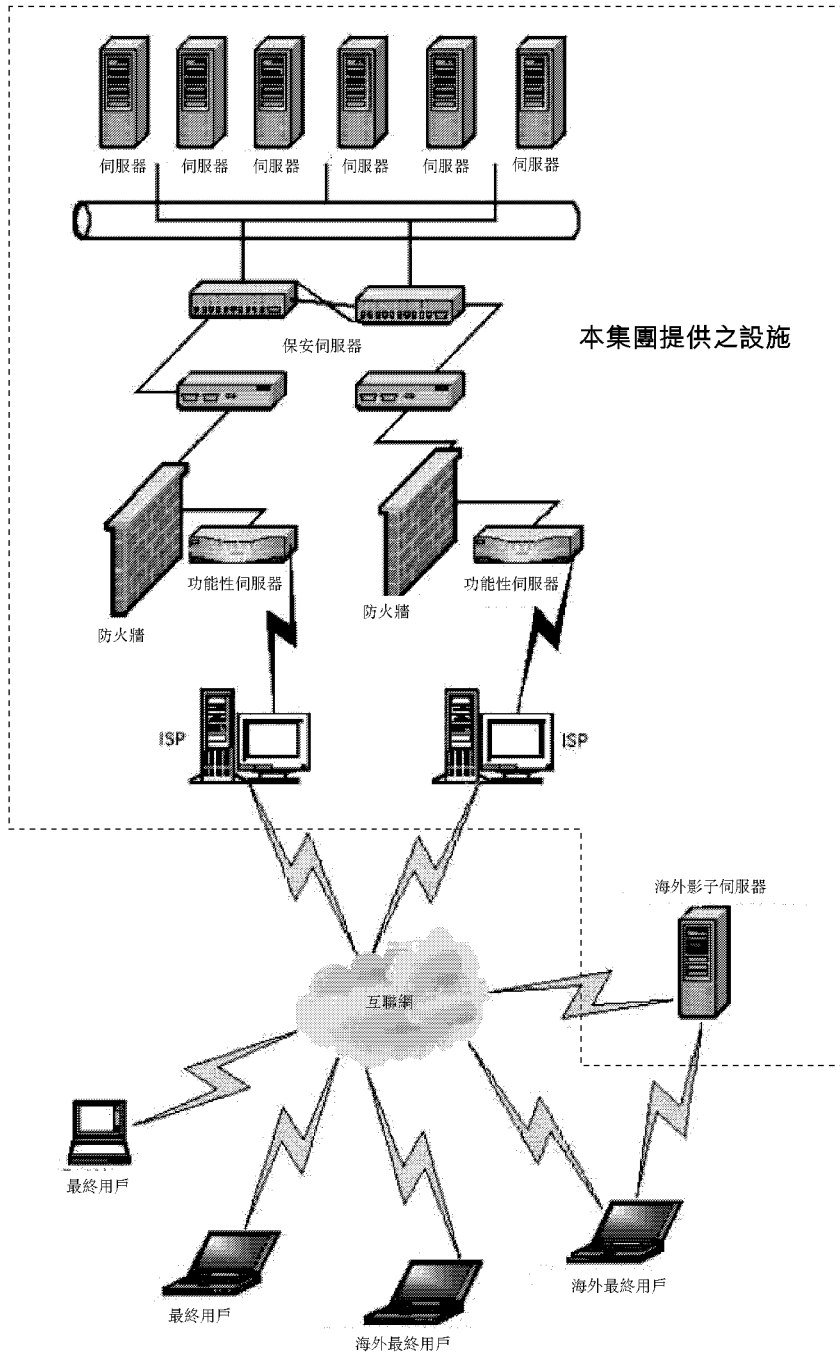 伺服器 伺服器 伺服器 伺服器 伺服器 伺服器
保安伺服器
本集團提供之設施
功能性伺服器 功能性伺服器
防火牆 防火牆
ISP ISP
海外影子伺服器
互聯網
最終用戶
海外最終用戶
最終用戶
海外最終用戶